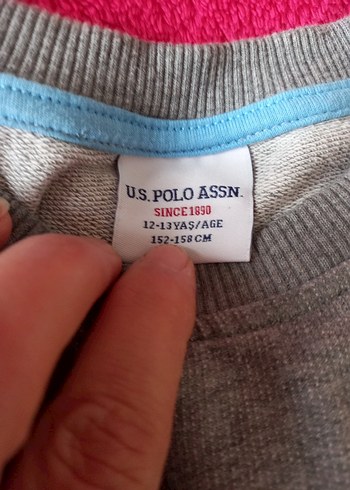 U.S. POLO ASSN.
SINCE 1890
12-13 YAŞ/AGE
152-158 CM